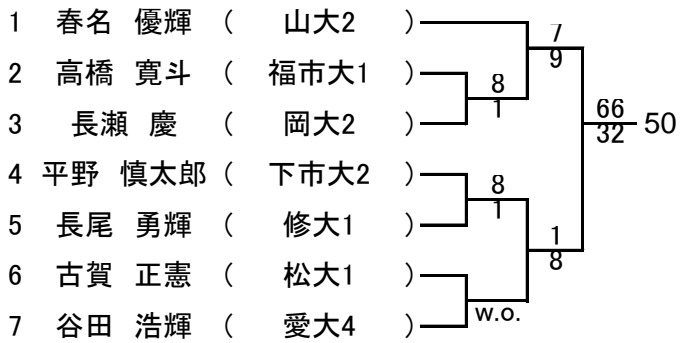 1 春名 優輝 ( 山大2 )
7
9
2 高橋 寛斗 ( 福市大1 )
8
1
3 長瀬 慶 ( 岡大2 )
66
32
50
4 平野 慎太郎 ( 下市大2 )
8
1
5 長尾 勇輝 ( 修大1 )
1
8
6 古賀 正憲 ( 松大1 )
w.o.
7 谷田 浩輝 ( 愛大4 )